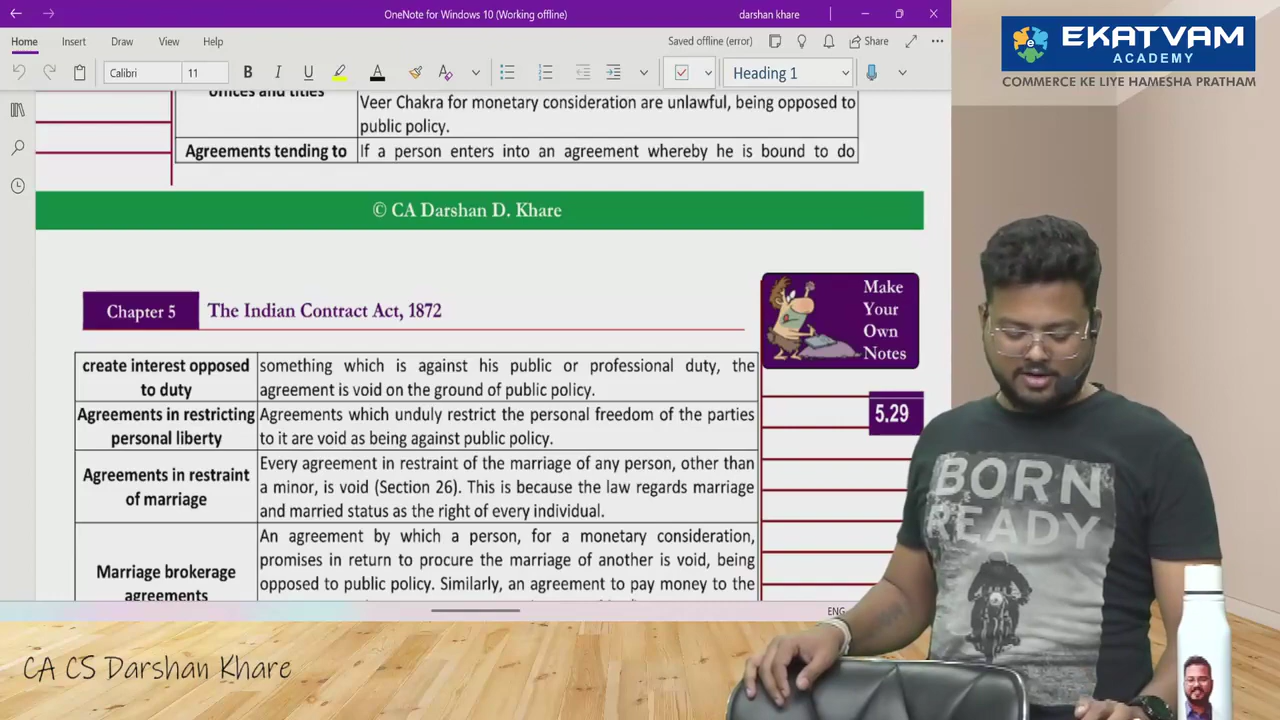 OneNote for Windows 10 (Working offline)
darshan khare
Home
Insert
Draw
View
Help
Saved offline (error)
Share
Calibri
11
B
I
U
A
Heading 1
EKATVAM
ACADEMY
COMMERCE KE LIYE HAMESHA PRATHAM
Offices and titles
Veer Chakra for monetary consideration are unlawful, being opposed to
public policy.
Agreements tending to
If a person enters into an agreement whereby he is bound to do
© CA Darshan D. Khare
Chapter 5
The Indian Contract Act, 1872
Make
Your
Own
Notes
5.29
create interest opposed
to duty
something which is against his public or professional duty, the
agreement is void on the ground of public policy.
Agreements in restricting
personal liberty
Agreements which unduly restrict the personal freedom of the parties
to it are void as being against public policy.
Agreements in restraint
of marriage
Every agreement in restraint of the marriage of any person, other than
a minor, is void (Section 26). This is because the law regards marriage
and married status as the right of every individual.
Marriage brokerage
agreements
An agreement by which a person, for a monetary consideration,
promises in return to procure the marriage of another is void, being
opposed to public policy. Similarly, an agreement to pay money to the
ENG
BORN
READY
CA CS Darshan Khare